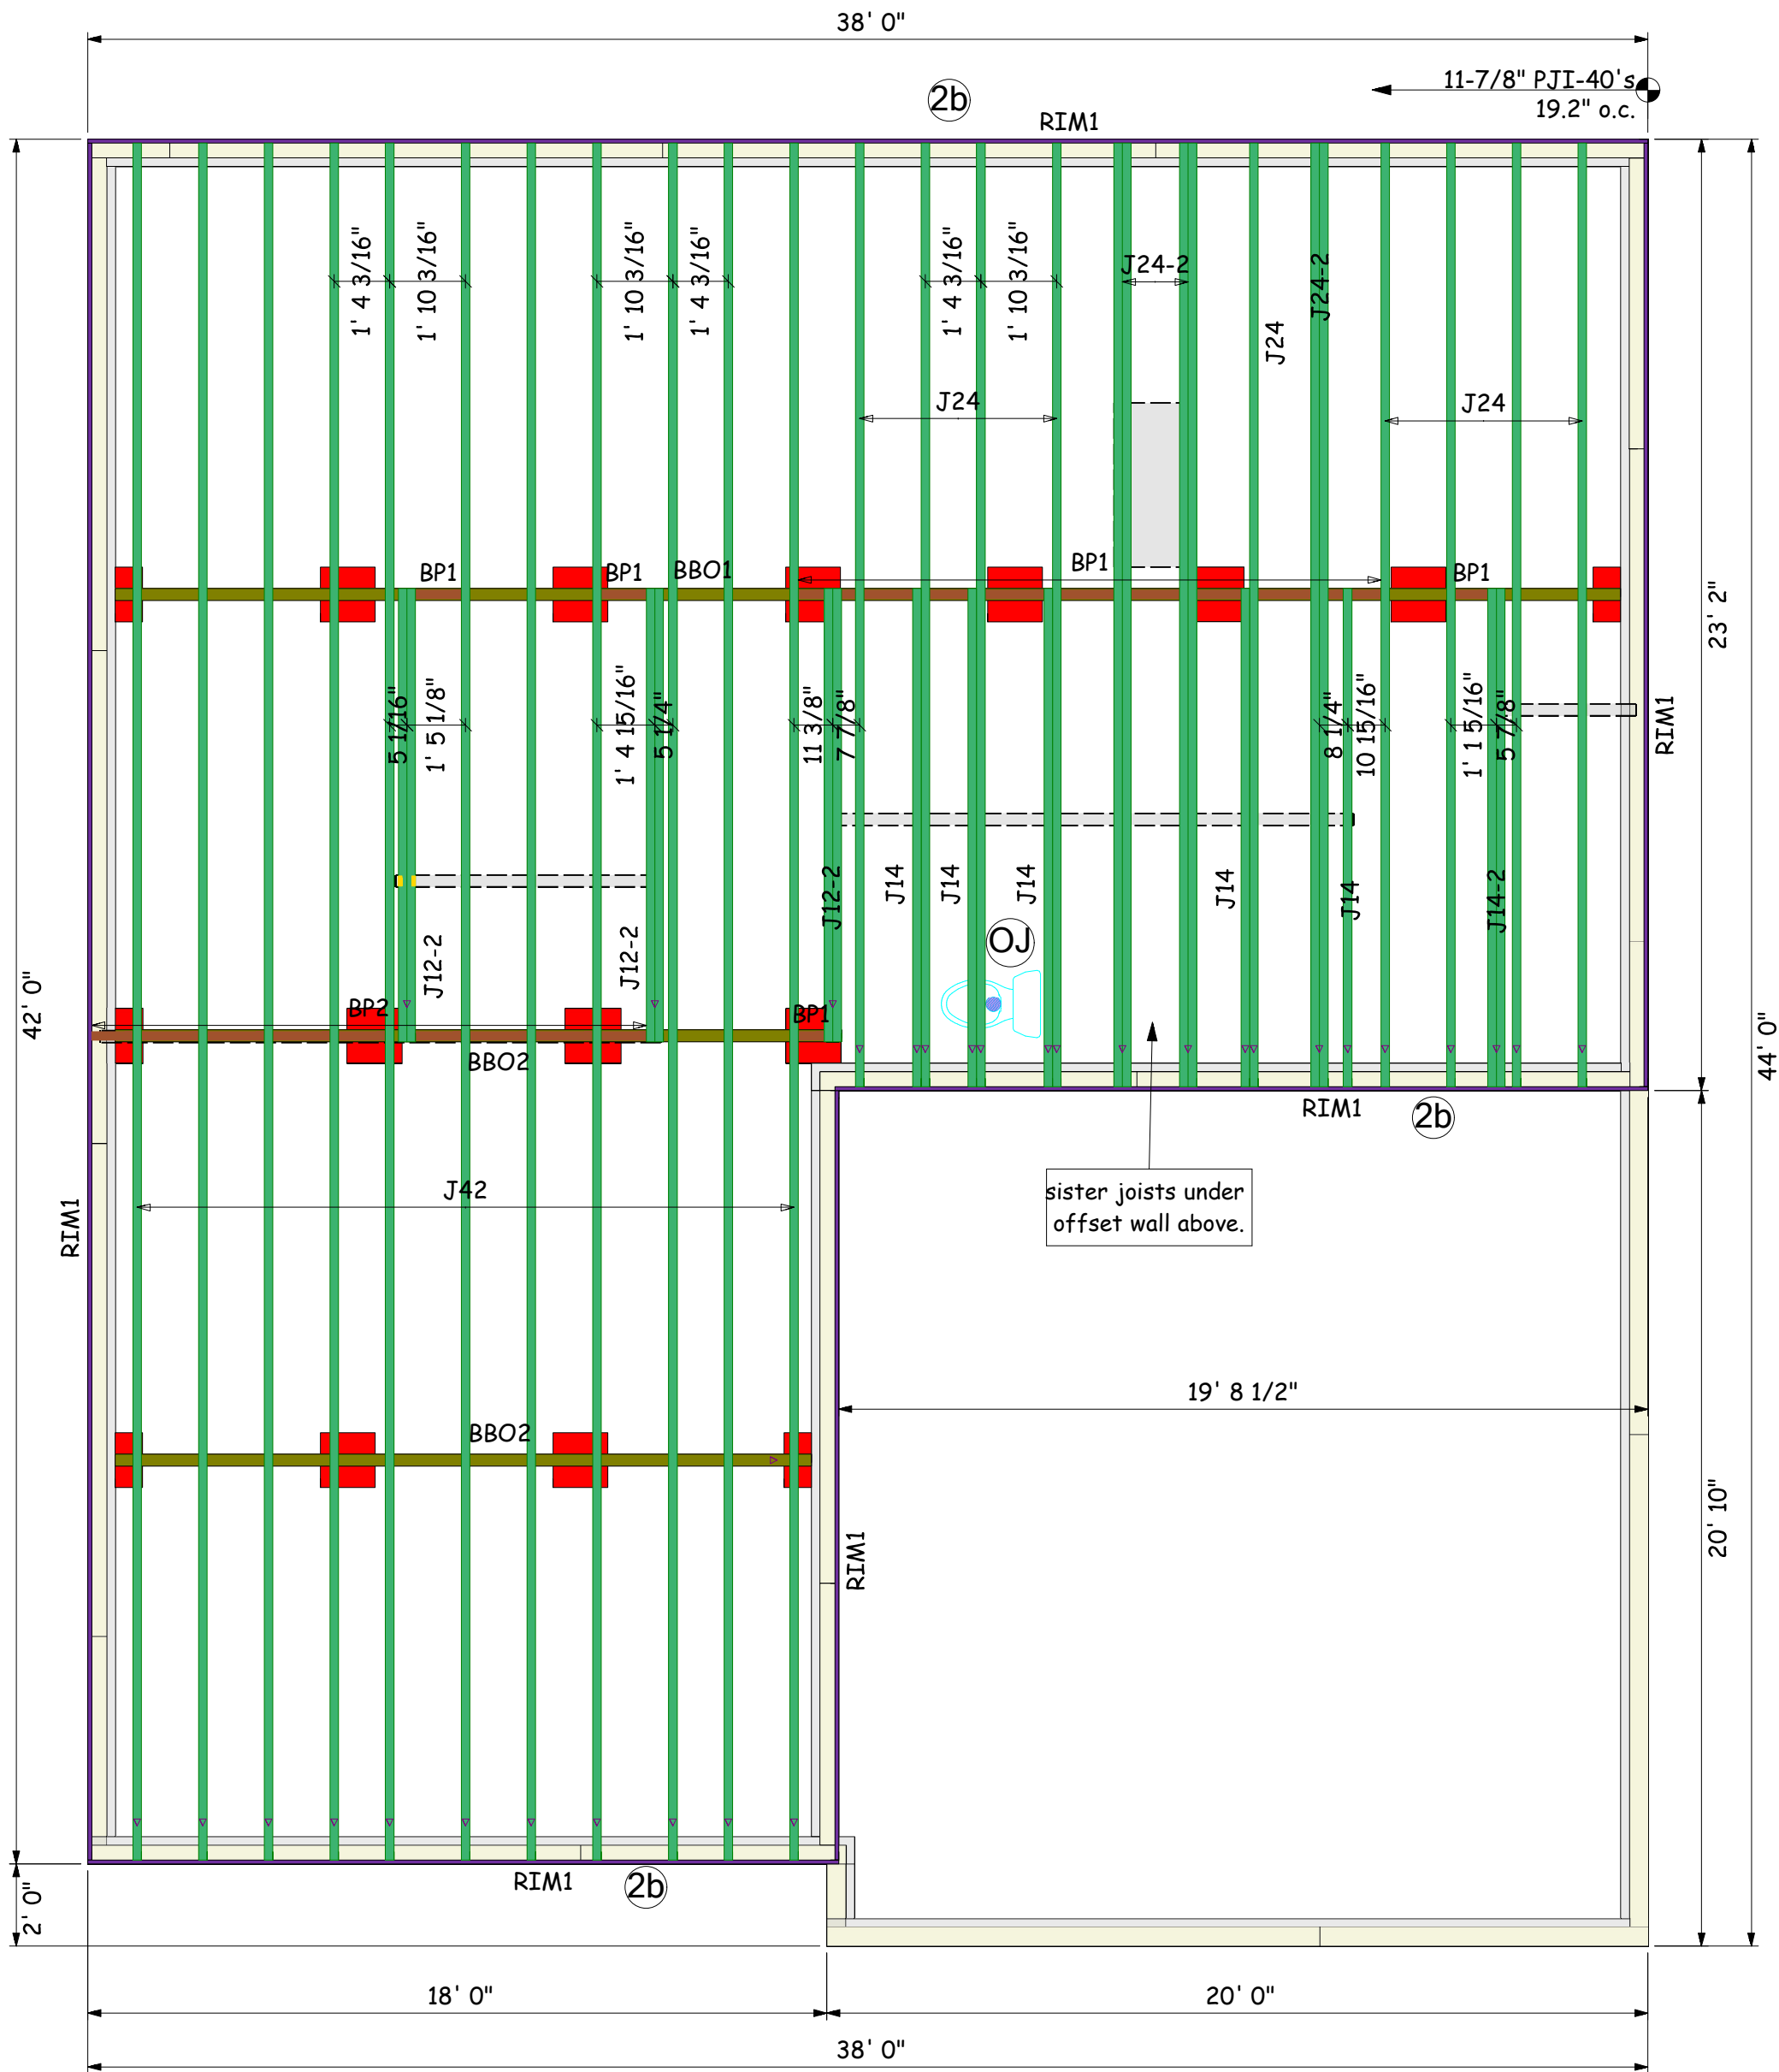 38' 0"
11-7/8" PJI-40's
19.2" o.c.
2b
RIM1
1' 4 3/16"
1' 10 3/16"
1' 10 3/16"
1' 4 3/16"
1' 4 3/16"
1' 10 3/16"
J24-2
J24-2
J24
J24
J24
BP1
BP1
BBO1
BP1
BP1
23' 2"
5 1/16"
1' 5 1/8"
1' 4 15/16"
5 1/4"
11 3/8"
7 7/8"
8 1/4"
10 15/16"
1' 1 5/16"
5 7/8"
RIM1
J12-2
J12-2
J12-2
J14
J14
J14
J14
J14
J14-2
OJ
42' 0"
44' 0"
BP2
BP1
BBO2
RIM1
2b
sister joists under
offset wall above.
J42
RIM1
19' 8 1/2"
BBO2
20' 10"
RIM1
RIM1
2b
2' 0"
18' 0"
20' 0"
38' 0"